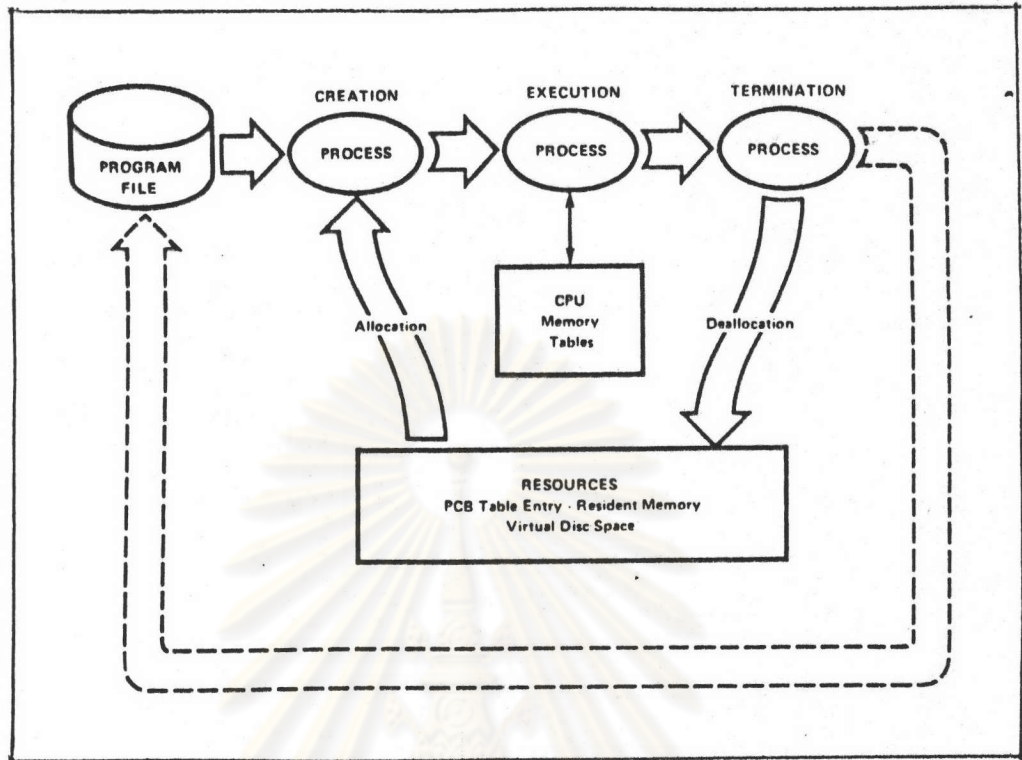 CREATION
EXECUTION
TERMINATION
PROGRAM
FILE
PROCESS
PROCESS
PROCESS
CPU
Memory
Tables
Allocation
Deallocation
RESOURCES
PCB Table Entry · Resident Memory
Virtual Disc Space